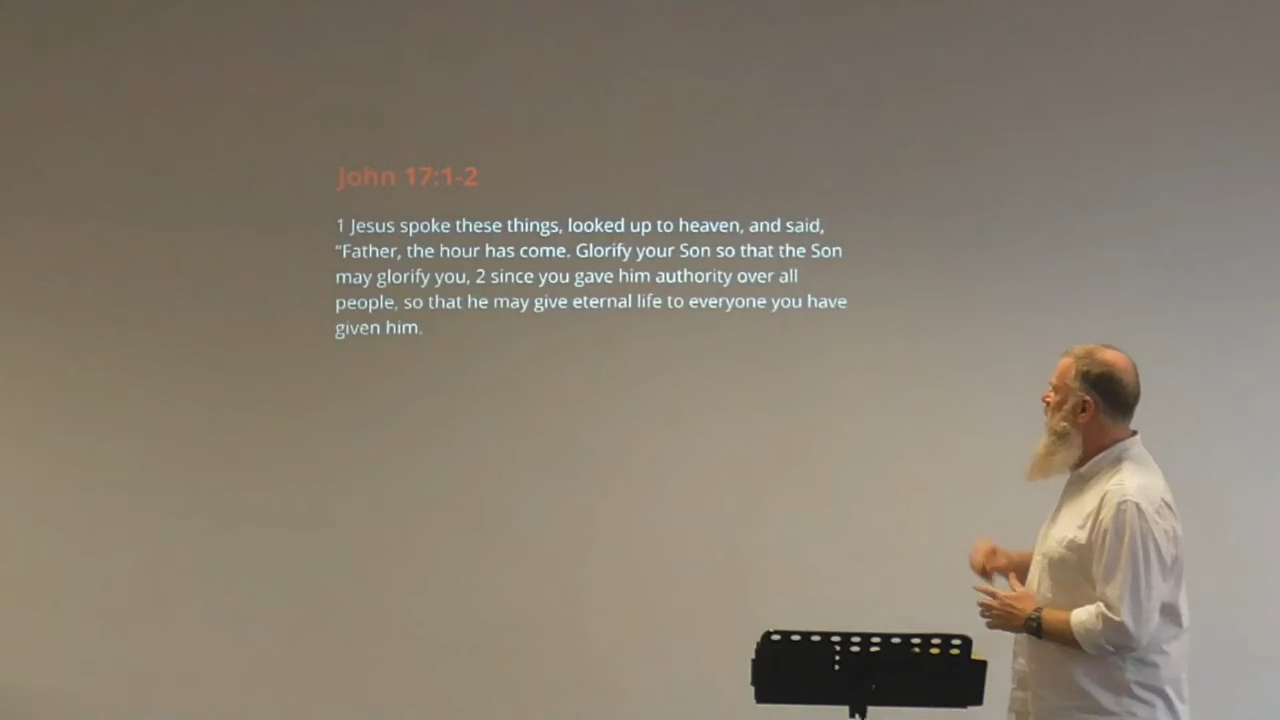 John 17:1-2
1 Jesus spoke these things, looked up to heaven, and said,
“Father, the hour has come. Glorify your Son so that the Son
may glorify you, 2 since you gave him authority over all
people, so that he may give eternal life to everyone you have
given him.